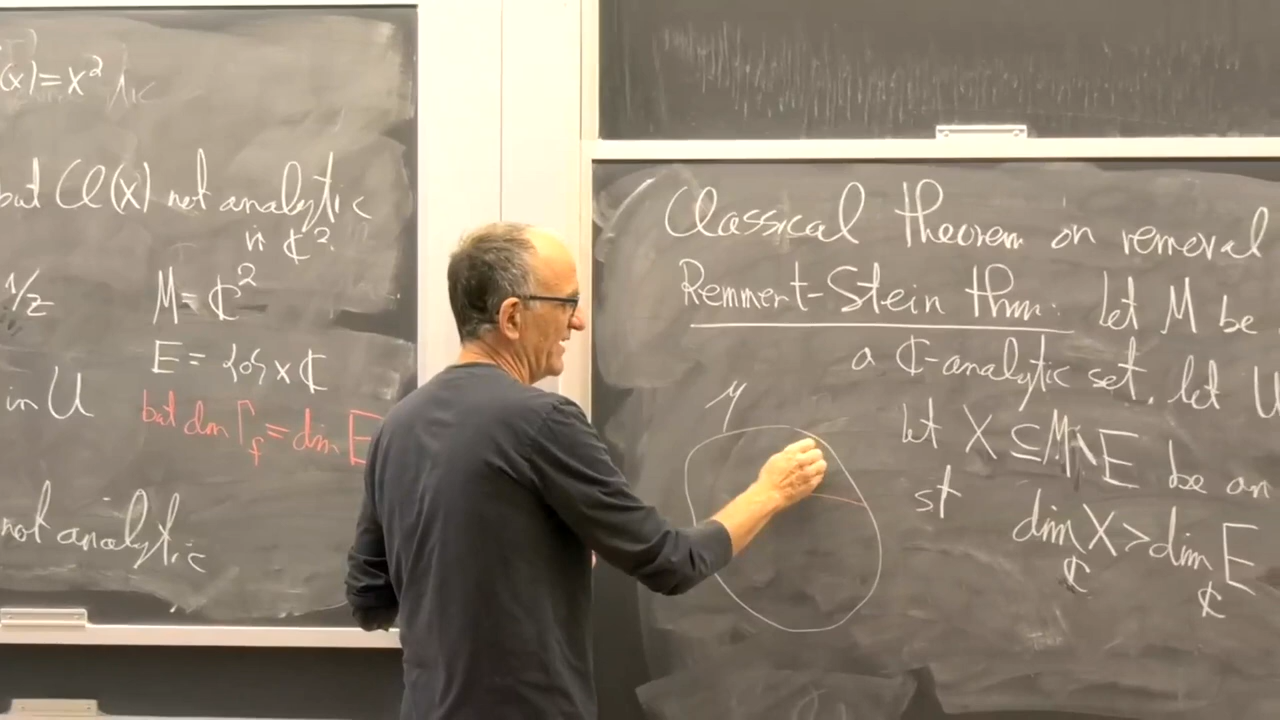 (x) = x²
but Cl(X) not analytic
in ℂ².
1/z
M = ℂ²
E = {0} × ℂ
in U
but dim Γ_f = dim E
not analytic
Classical theorem on removal
Remmert-Stein thm: let M be
a ℂ-analytic set. let U
let X ⊆ M \ E be an
st dim_ℂ X > dim_ℂ E
M